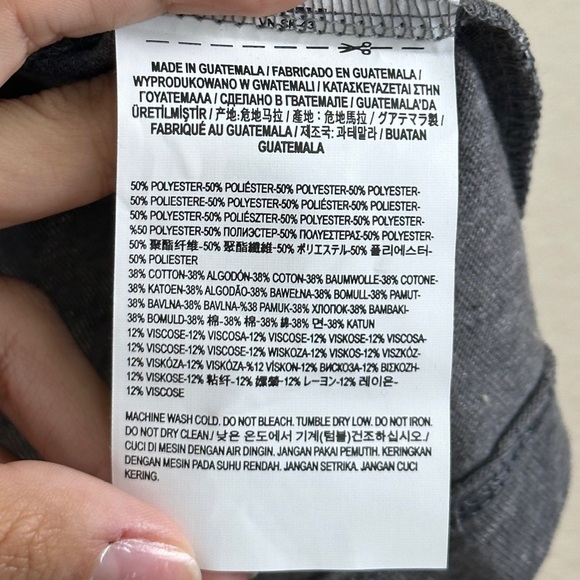 VN SK 43
MADE IN GUATEMALA / FABRICADO EN GUATEMALA /
WYPRODUKOWANO W GWATEMALI / ΚΑΤΑΣΚΕΥΑΖΕΤΑΙ ΣΤΗΝ
ΓΟΥΑΤΕΜΑΛΑ / СДЕЛАНО В ГВАТЕМАЛЕ / GUATEMALA'DA
ÜRETİLMİŞTİR / 产地:危地马拉 / 產地：危地馬拉 / グアテマラ製 /
FABRIQUÉ AU GUATEMALA / 제조국: 과테말라 / BUATAN
GUATEMALA
50% POLYESTER-50% POLIÉSTER-50% POLYESTER-50% POLYESTER-
50% POLIESTERE-50% POLYESTER-50% POLIÉSTER-50% POLIESTER-
50% POLYESTER-50% POLIÉSZTER-50% POLYESTER-50% POLYESTER-
%50 POLYESTER-50% ПОЛИЭСТЕР-50% ΠΟΛΥΕΣΤΕΡΑΣ-50% POLYESTER-
50% 聚酯纤维-50% 聚酯纖維-50% ポリエステル-50% 폴리에스터-
50% POLIESTER
38% COTTON-38% ALGODÓN-38% COTON-38% BAUMWOLLE-38% COTONE-
38% KATOEN-38% ALGODÃO-38% BAWEŁNA-38% BOMULL-38% PAMUT-
38% BAVLNA-38% BAVLNA-%38 PAMUK-38% ХЛОПОК-38% ΒΑΜΒΑΚΙ-
38% BOMULD-38% 棉-38% 棉-38% 綿-38% 면-38% KATUN
12% VISCOSE-12% VISCOSA-12% VISCOSE-12% VISKOSE-12% VISCOSA-
12% VISCOSE-12% VISCOSE-12% WISKOZA-12% VISKOS-12% VISZKÓZ-
12% VISKÓZA-12% VISKÓZA-%12 VİSKON-12% ВИСКОЗА-12% ΒΙΣΚΟΖΗ-
12% VISKOSE-12% 粘纤-12% 嫘縈-12% レーヨン-12% 레이온-
12% VISCOSE
MACHINE WASH COLD. DO NOT BLEACH. TUMBLE DRY LOW. DO NOT IRON.
DO NOT DRY CLEAN./ 낮은 온도에서 기계(텀블)건조하십시오./
CUCI DI MESIN DENGAN AIR DINGIN. JANGAN PAKAI PEMUTIH. KERINGKAN
DENGAN MESIN PADA SUHU RENDAH. JANGAN SETRIKA. JANGAN CUCI
KERING.